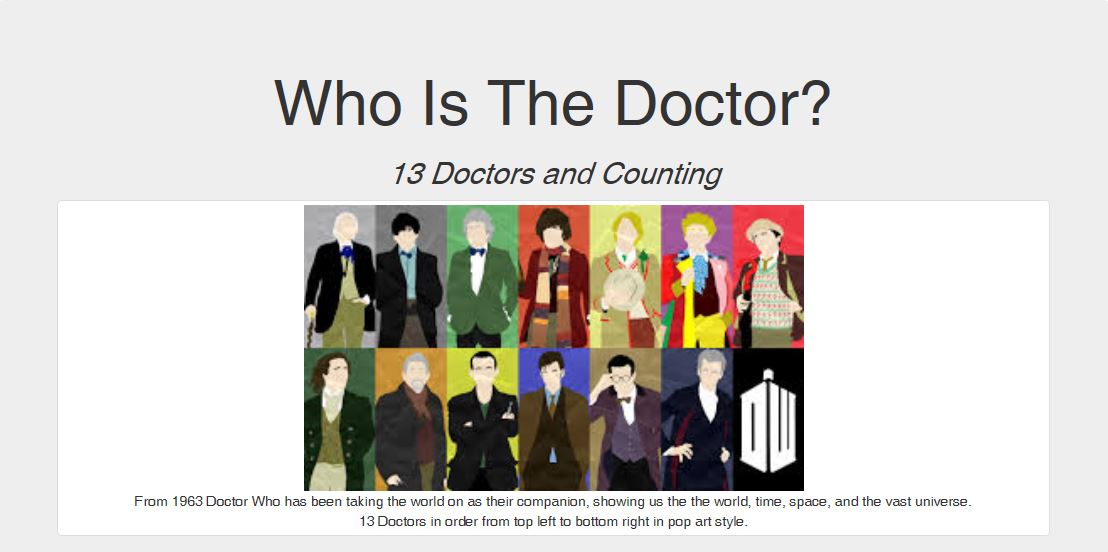 Who Is The Doctor?
13 Doctors and Counting
DW
From 1963 Doctor Who has been taking the world on as their companion, showing us the the world, time, space, and the vast universe.
13 Doctors in order from top left to bottom right in pop art style.